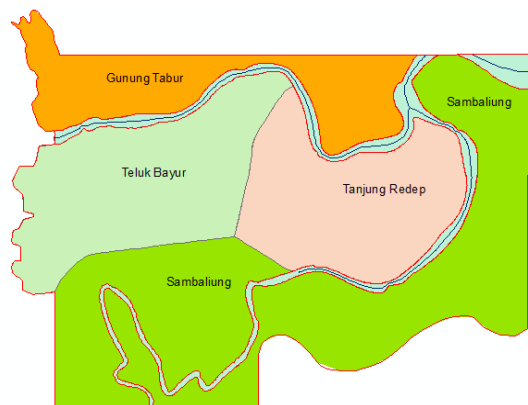 Gunung Tabur
Sambaliung
Teluk Bayur
Tanjung Redep
Sambaliung